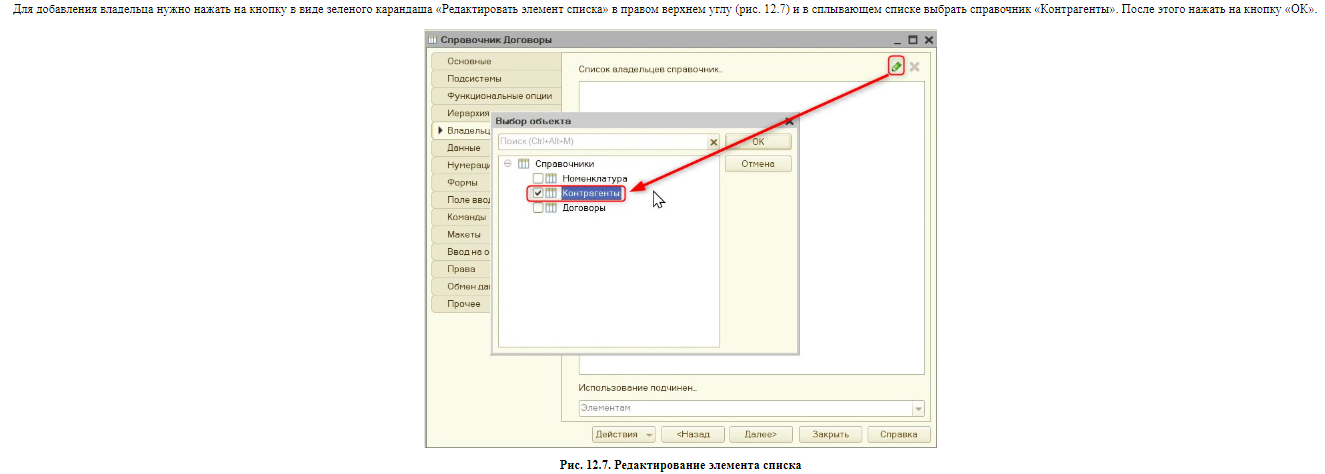 Для добавления владельца нужно нажать на кнопку в виде зеленого карандаша «Редактировать элемент списка» в правом верхнем углу (рис. 12.7) и в сплывающем списке выбрать справочник «Контрагенты». После этого нажать на кнопку «ОК».
Справочник Договоры
Основные
Подсистемы
Функциональные опции
Иерархия
Владельц
Данные
Нумераци
Формы
Поле ввод
Команды
Макеты
Ввод на о
Права
Обмен дан
Прочее
Список владельцев справочник...
Выбор объекта
Поиск (Ctrl+Alt+M)
ОК
Отмена
Справочники
Номенклатура
Контрагенты
Договоры
Использование подчинен...
Элементам
Действия
<Назад
Далее>
Закрыть
Справка
Рис. 12.7. Редактирование элемента списка